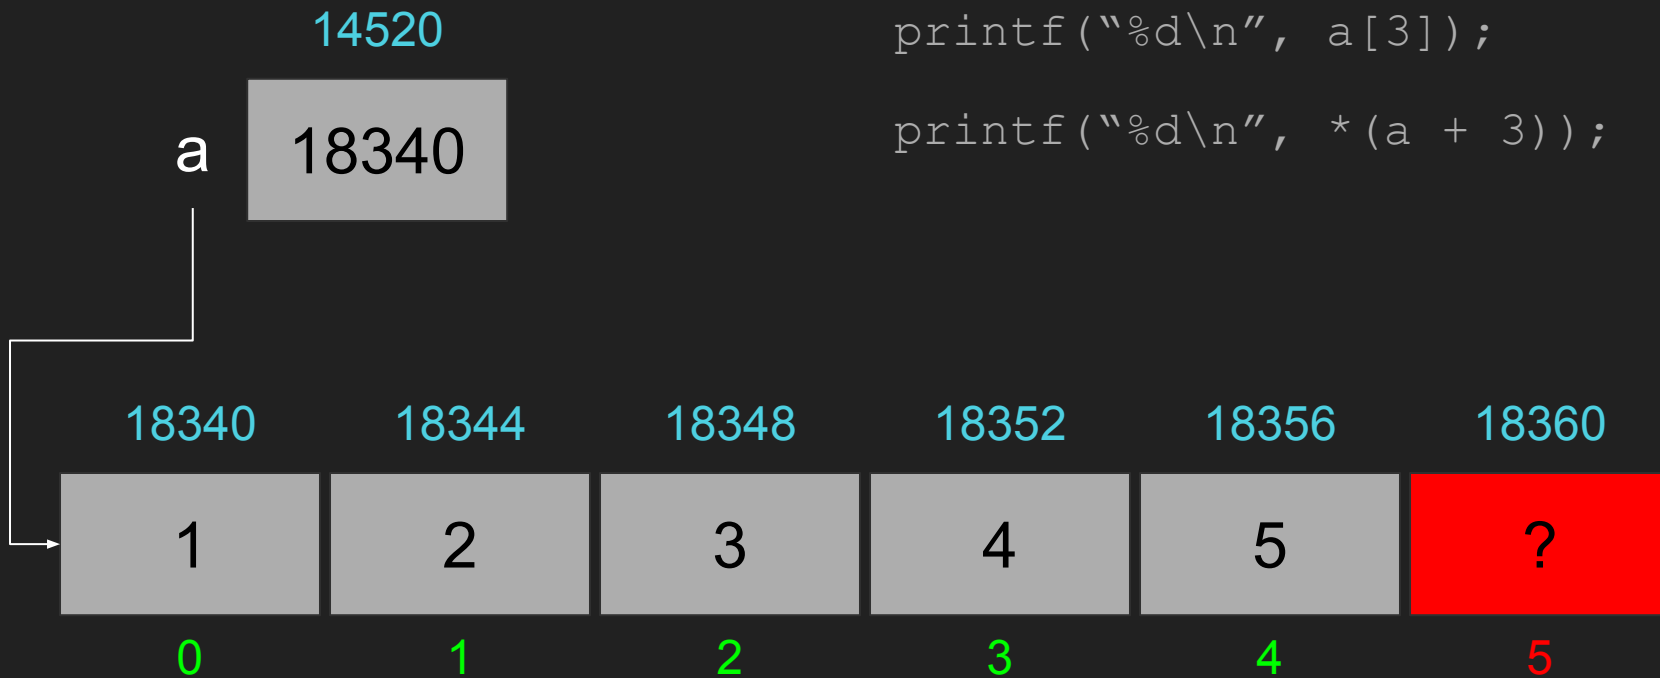 14520
printf(“%d\n”, a[3]);
a 18340
printf(“%d\n”, *(a + 3));
18340 18344 18348 18352 18356 18360
1 2 3 4 5 ?
0 1 2 3 4 5